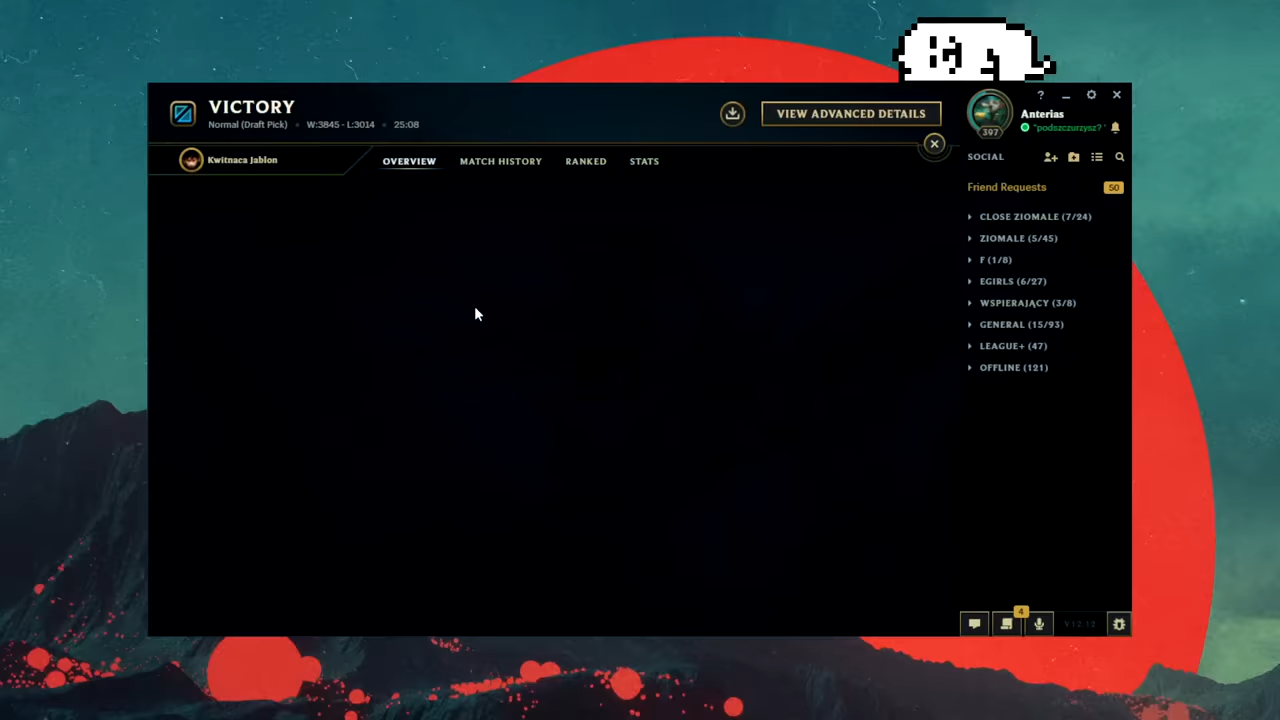 VICTORY
Normal (Draft Pick) • W:3845 - L:3014 • 25:08
VIEW ADVANCED DETAILS
?
397
Anterias
"podszczurzysz?"
Kwitnaca Jablon
OVERVIEW
MATCH HISTORY
RANKED
STATS
SOCIAL
Friend Requests
50
CLOSE ZIOMALE (7/24)
ZIOMALE (5/45)
F (1/8)
EGIRLS (6/27)
WSPIERAJĄCY (3/8)
GENERAL (15/93)
LEAGUE+ (47)
OFFLINE (121)
4
V12.12